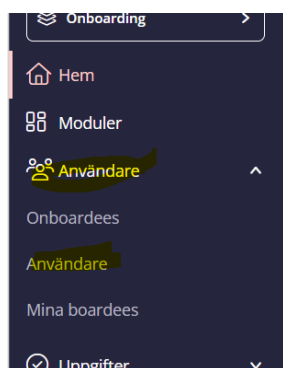 Onboarding
Hem
Moduler
Användare
Onboardees
Användare
Mina boardees
Uppgifter